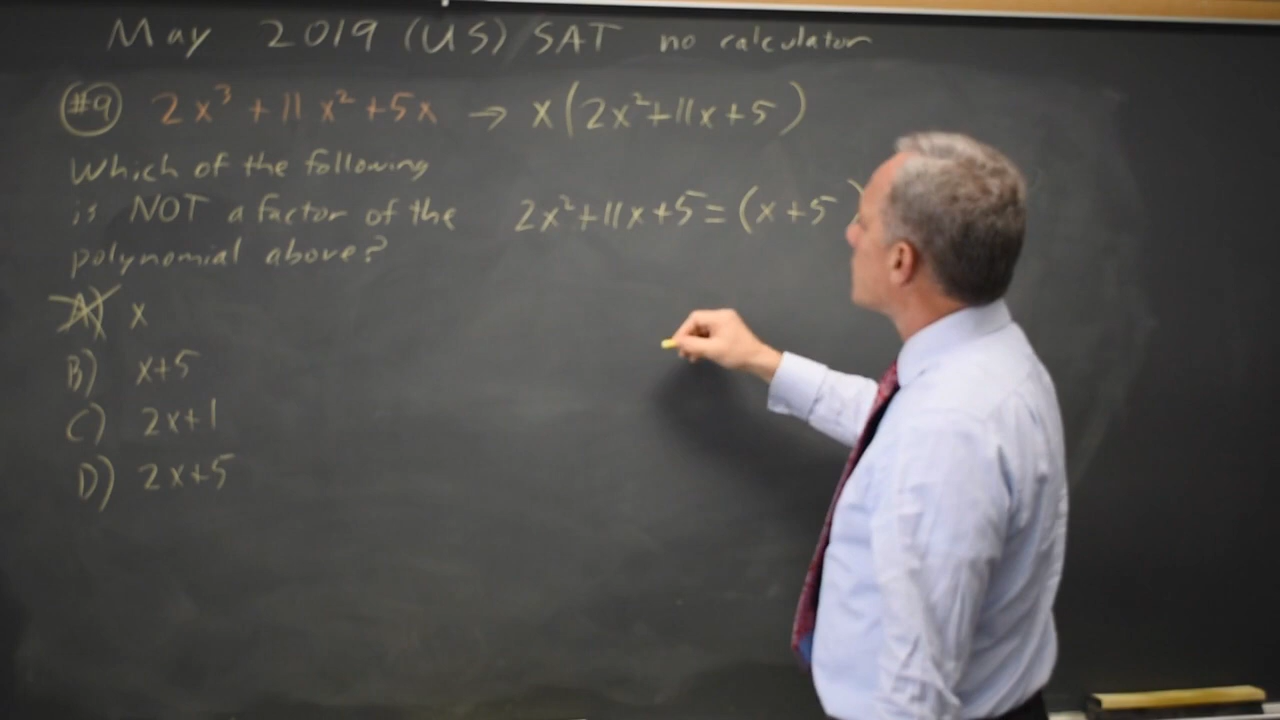 May 2019 (US) SAT no calculator
#9 2x³ + 11x² + 5x → x(2x²+11x+5)
Which of the following
is NOT a factor of the
polynomial above?
2x²+11x+5 = (x+5)
A) x
B) x+5
C) 2x+1
D) 2x+5